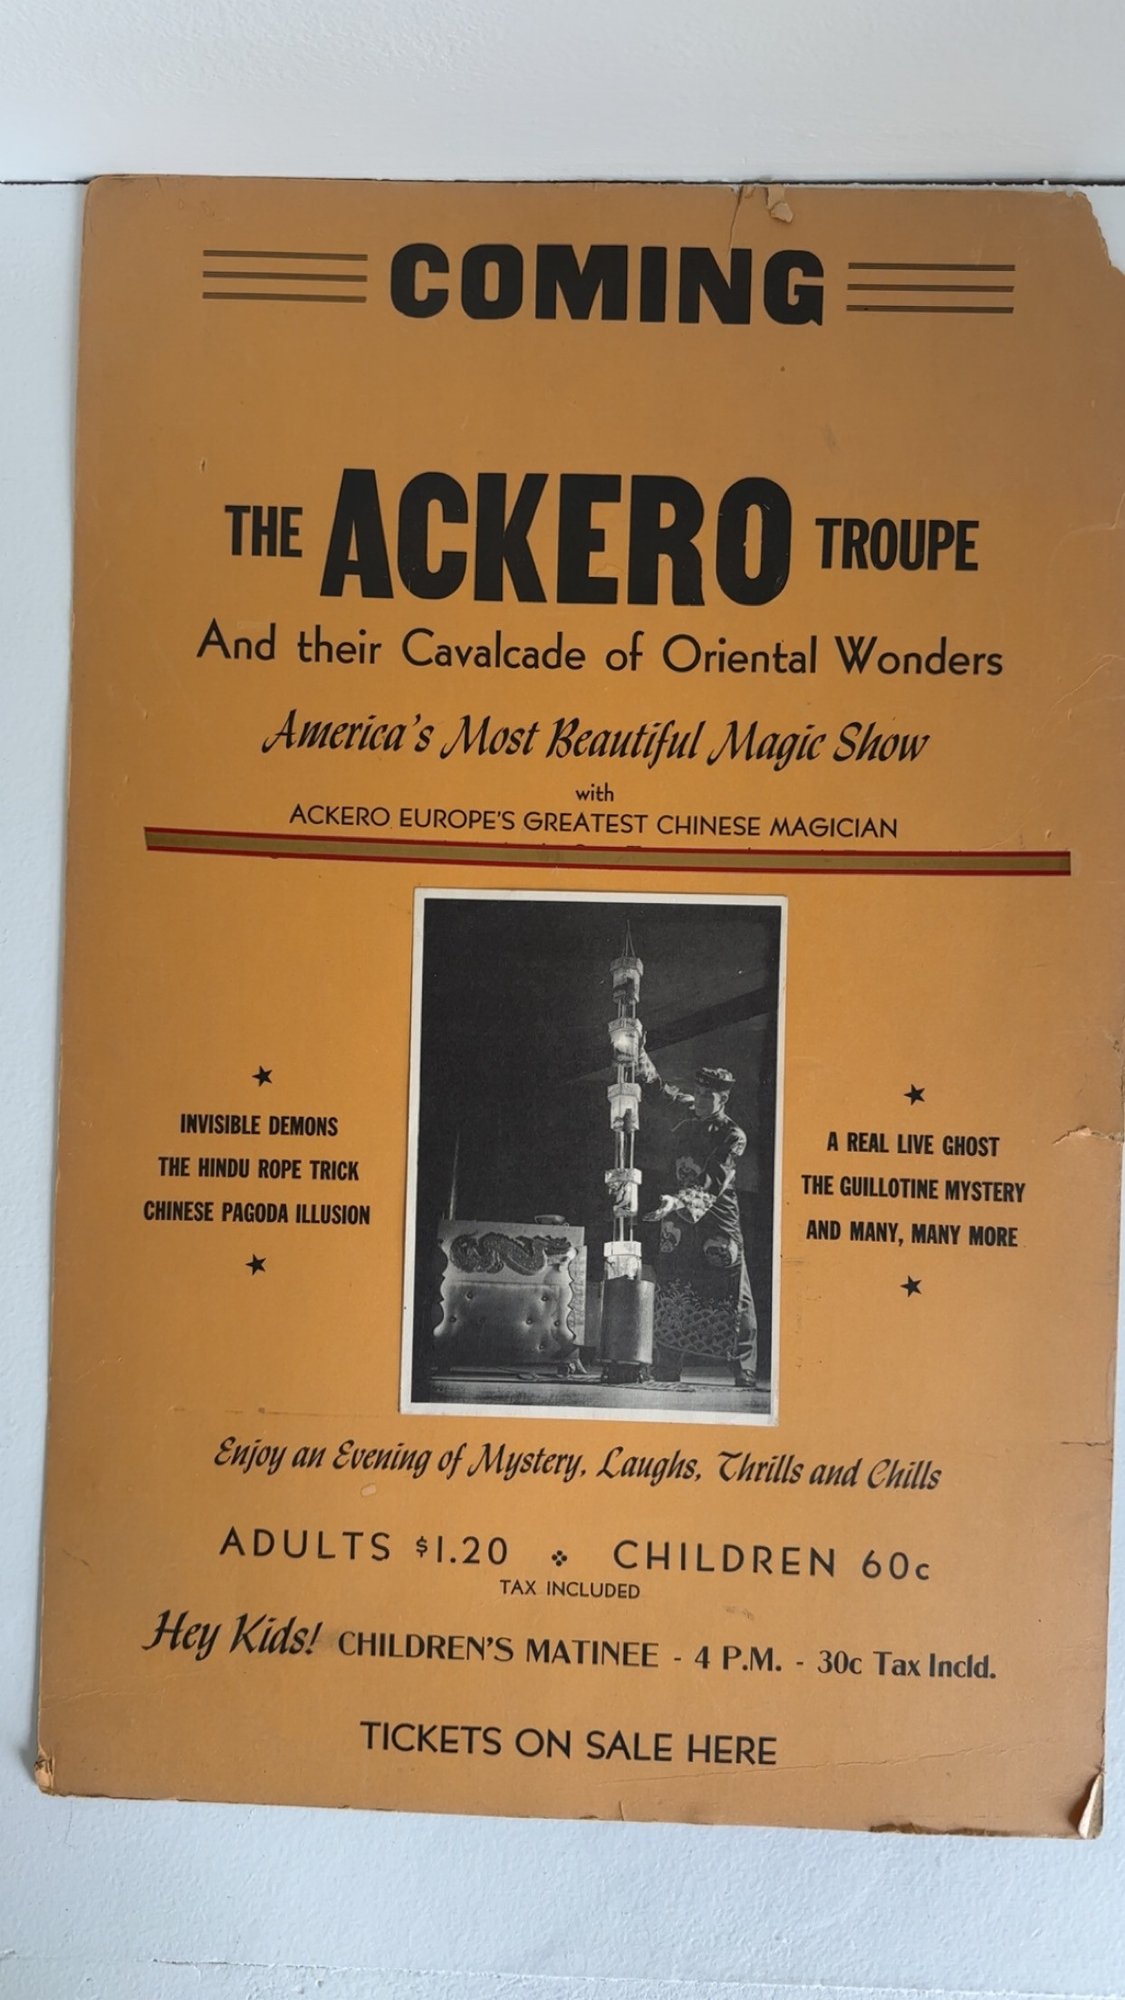 COMING
THE ACKERO TROUPE
And their Cavalcade of Oriental Wonders
America's Most Beautiful Magic Show
with
ACKERO EUROPE'S GREATEST CHINESE MAGICIAN
INVISIBLE DEMONS
THE HINDU ROPE TRICK
CHINESE PAGODA ILLUSION
A REAL LIVE GHOST
THE GUILLOTINE MYSTERY
AND MANY, MANY MORE
Enjoy an Evening of Mystery, Laughs, Thrills and Chills
ADULTS $1.20 CHILDREN 60c
TAX INCLUDED
Hey Kids! CHILDREN'S MATINEE - 4 P.M. - 30c Tax Incld.
TICKETS ON SALE HERE